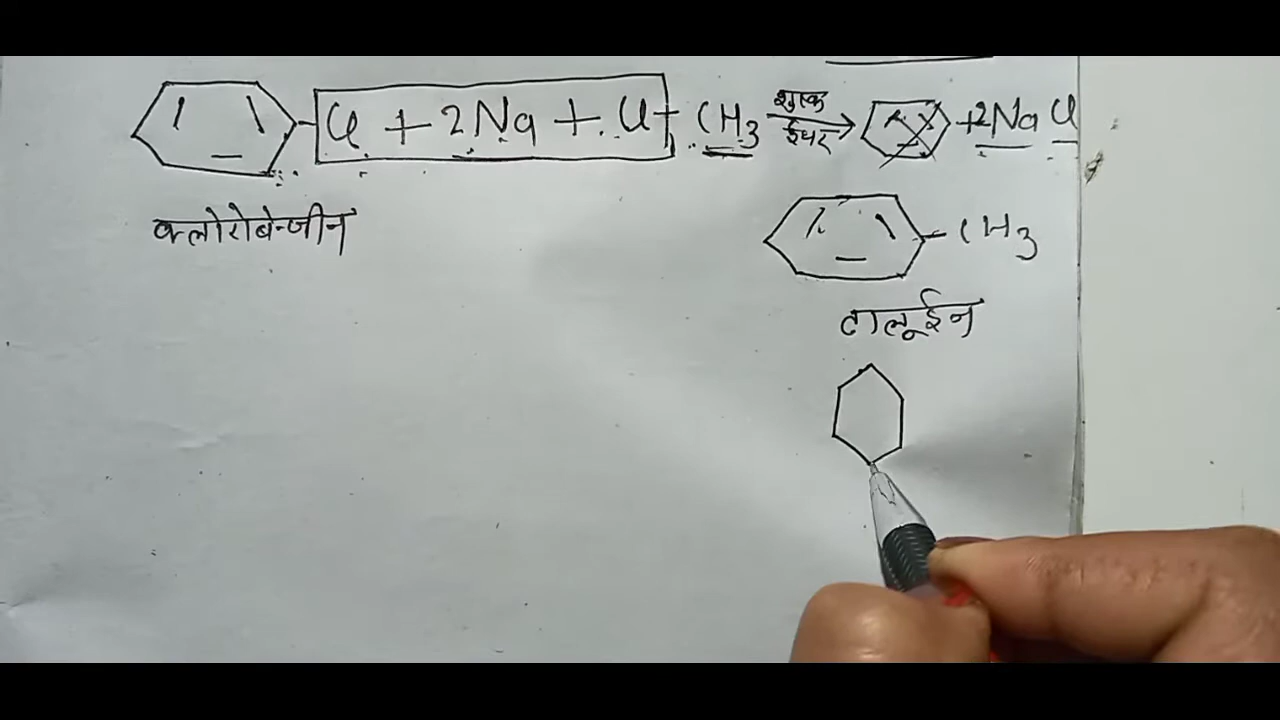 Cl + 2Na + Cl + CH3 शुष्क ईथर + 2NaCl
क्लोरोबेन्जीन
CH3
टालूईन